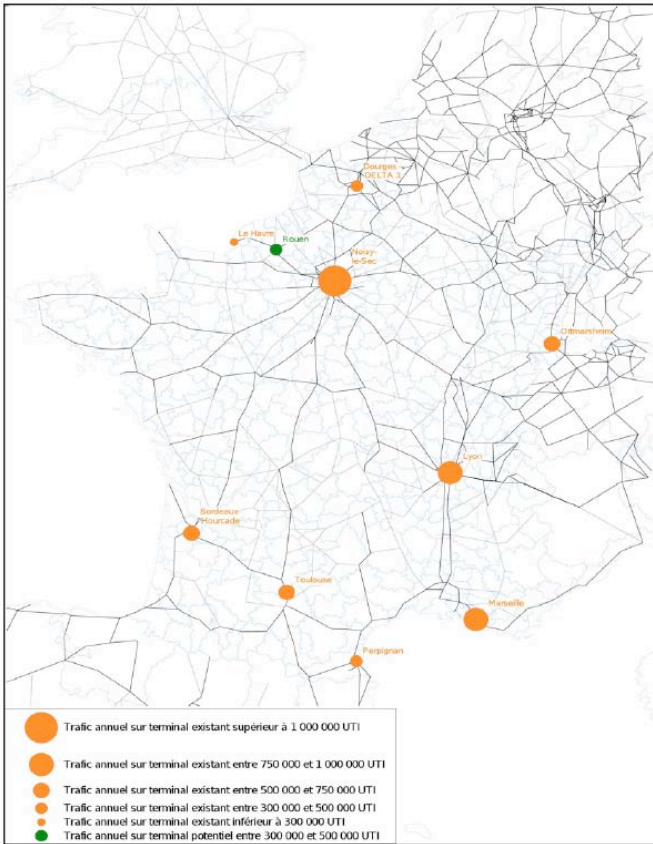 Dourges -
DELTA 3
Le Havre
Rouen
Noisy-
le-Sec
Ottmarsheim
Lyon
Bordeaux
Hourcade
Toulouse
Marseille
Perpignan
Trafic annuel sur terminal existant supérieur à 1 000 000 UTI
Trafic annuel sur terminal existant entre 750 000 et 1 000 000 UTI
Trafic annuel sur terminal existant entre 500 000 et 750 000 UTI
Trafic annuel sur terminal existant entre 300 000 et 500 000 UTI
Trafic annuel sur terminal existant inférieur à 300 000 UTI
Trafic annuel sur terminal potentiel entre 300 000 et 500 000 UTI